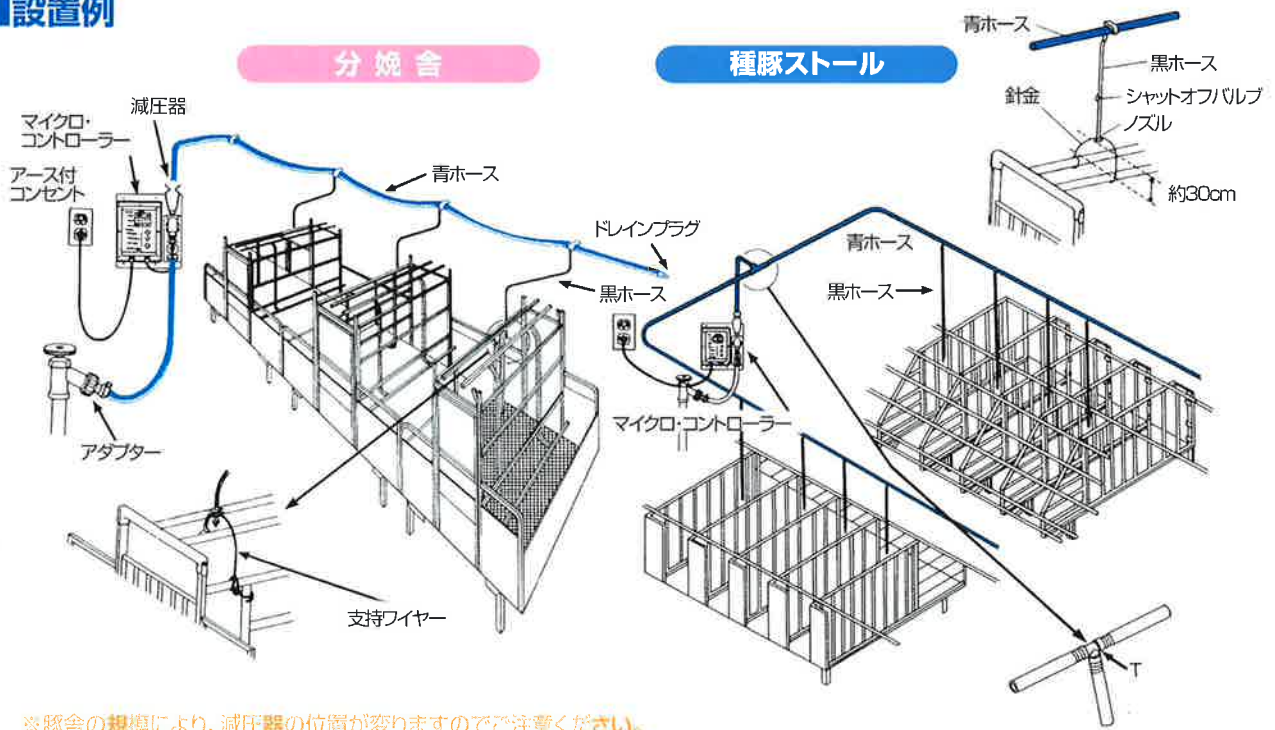 ■設置例
分娩舎
種豚ストール
減圧器
マイクロ・
コントローラー
アース付
コンセント
青ホース
ドレインプラグ
黒ホース
アダプター
支持ワイヤー
青ホース
黒ホース
シャットオフバルブ
ノズル
針金
約30cm
青ホース
黒ホース
マイクロ・コントローラー
T
※豚舎の規模により、減圧器の位置が変りますのでご注意ください。